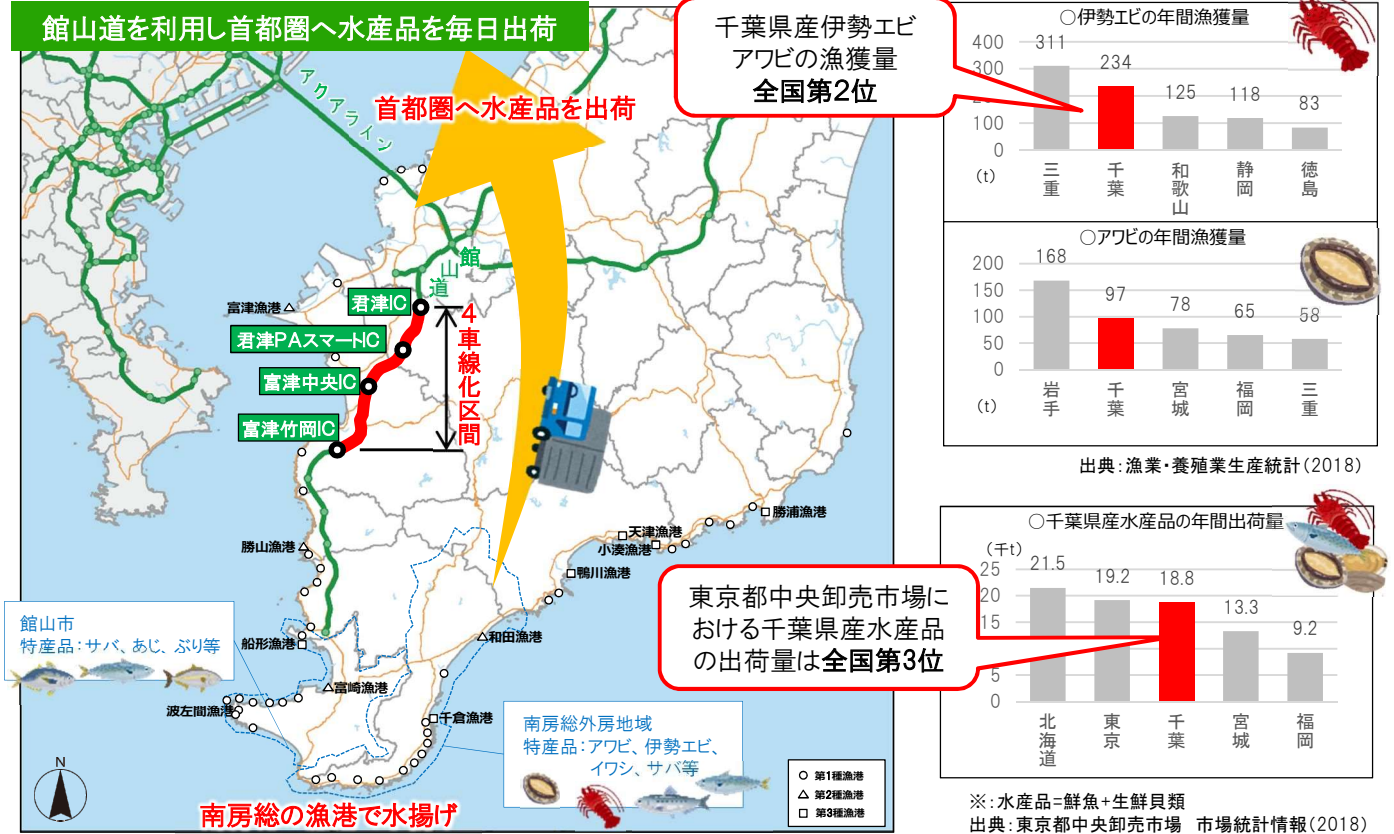 館山道を利用し首都圏へ水産品を毎日出荷
アクアライン
首都圏へ水産品を出荷
館山道
君津IC
君津PAスマートIC
富津中央IC
富津竹岡IC
4車線化区間
富津漁港
勝山漁港
船形漁港
富崎漁港
波左間漁港
千倉漁港
和田漁港
鴨川漁港
小湊漁港
天津漁港
勝浦漁港
館山市
特産品:サバ、あじ、ぶり等
南房総外房地域
特産品:アワビ、伊勢エビ、
イワシ、サバ等
南房総の漁港で水揚げ
N
○ 第1種漁港
△ 第2種漁港
□ 第3種漁港
千葉県産伊勢エビ
アワビの漁獲量
全国第2位
○伊勢エビの年間漁獲量
400
300
100
0
(t)
311
234
125
118
83
三重
千葉
和歌山
静岡
徳島
○アワビの年間漁獲量
200
150
100
50
0
(t)
168
97
78
65
58
岩手
千葉
宮城
福岡
三重
出典:漁業・養殖業生産統計(2018)
東京都中央卸売市場に
おける千葉県産水産品
の出荷量は全国第3位
○千葉県産水産品の年間出荷量
(千t)
25
20
15
5
0
21.5
19.2
18.8
13.3
9.2
北海道
東京
千葉
宮城
福岡
※:水産品=鮮魚+生鮮貝類
出典:東京都中央卸売市場 市場統計情報(2018)